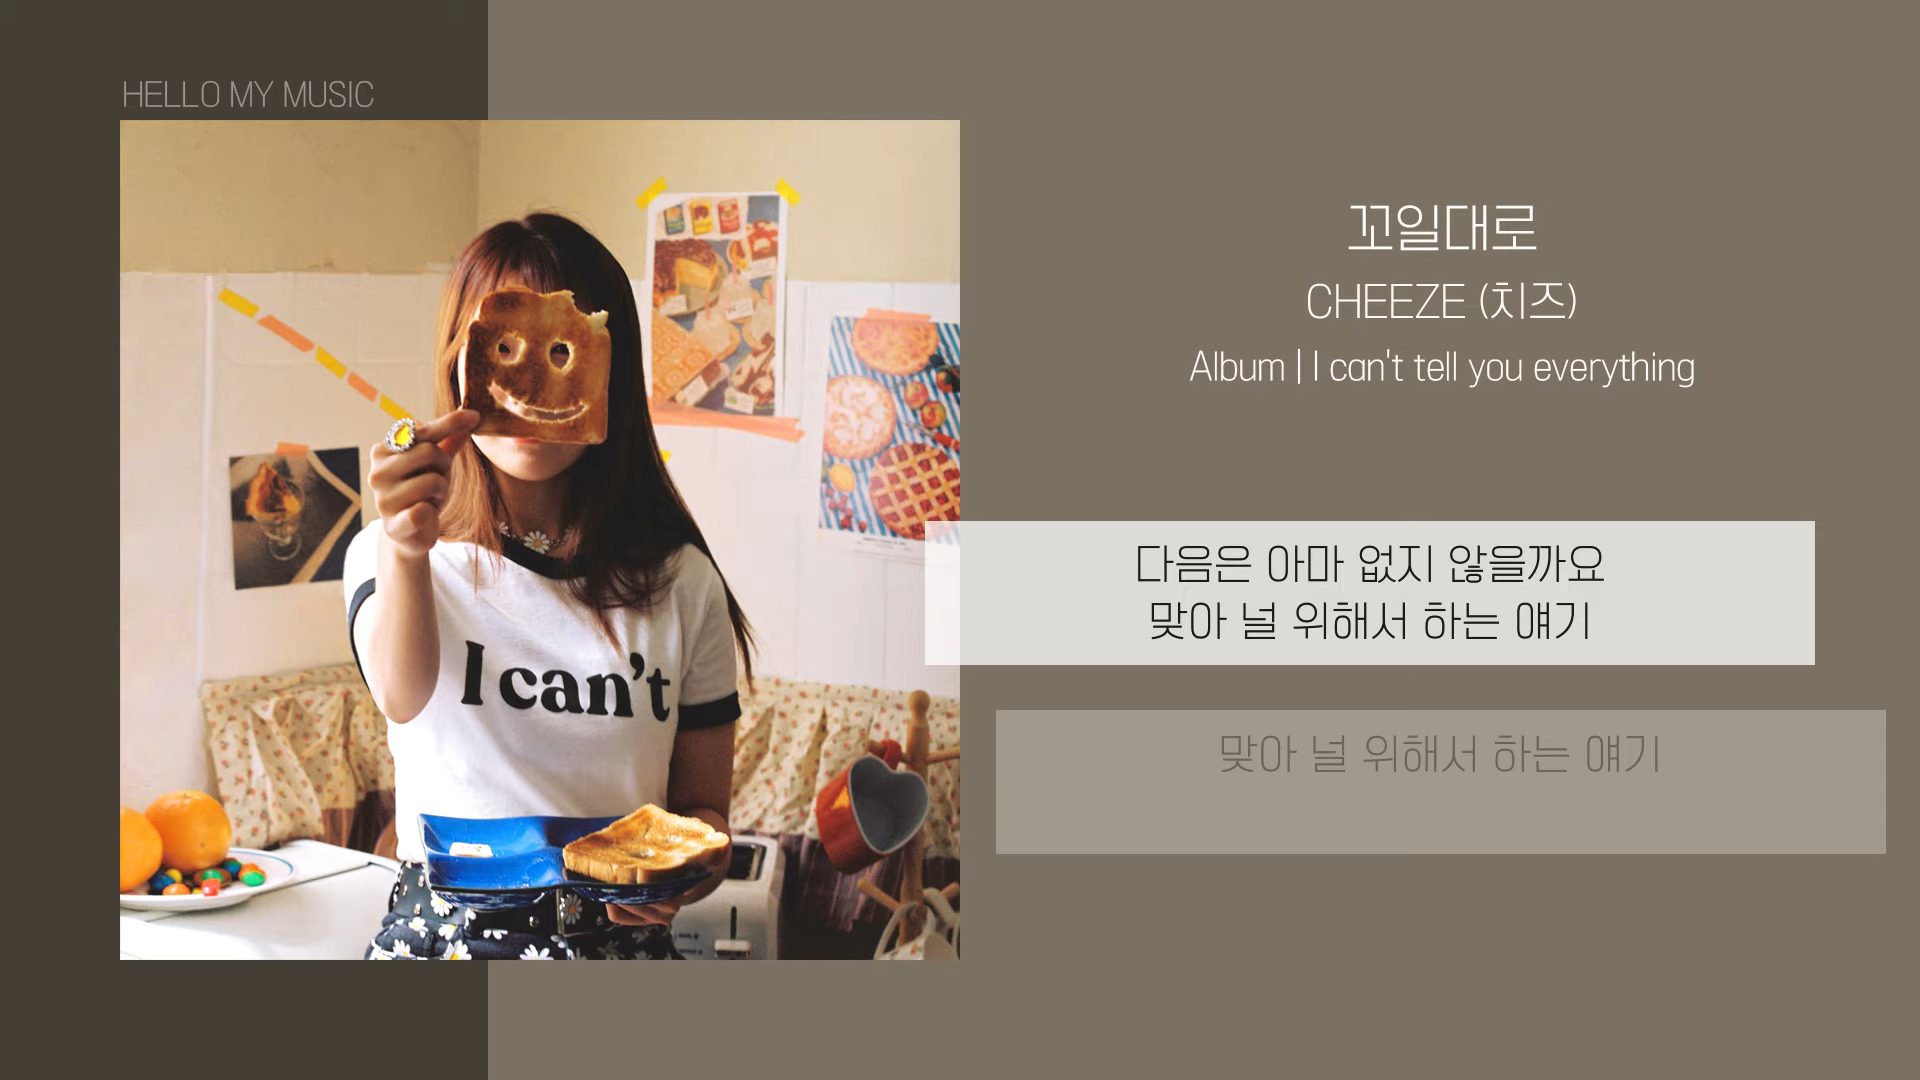 HELLO MY MUSIC
I can't
꼬일대로
CHEEZE (치즈)
Album | I can't tell you everything
다음은 아마 없지 않을까요
맞아 널 위해서 하는 얘기
맞아 널 위해서 하는 얘기